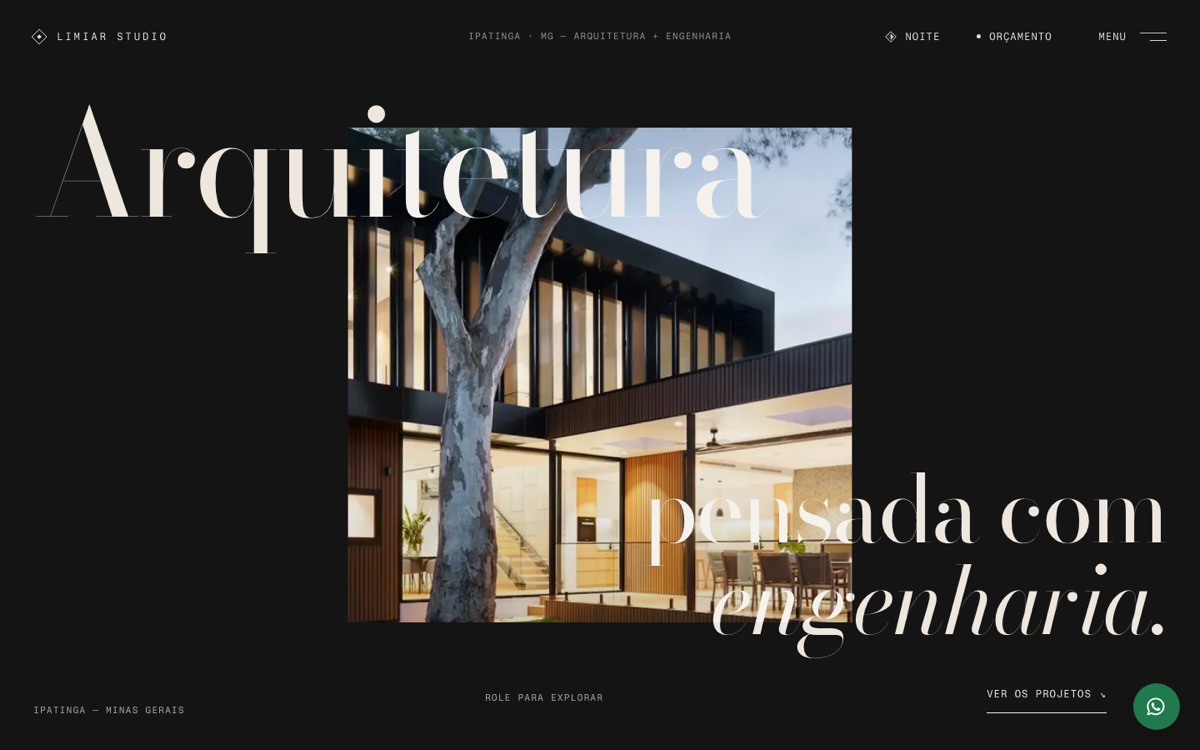 LIMIAR STUDIO
IPATINGA · MG — ARQUITETURA + ENGENHARIA
NOITE
• ORÇAMENTO
MENU
Arquitetura
pensada com
engenharia.
ROLE PARA EXPLORAR
VER OS PROJETOS ↘
IPATINGA — MINAS GERAIS